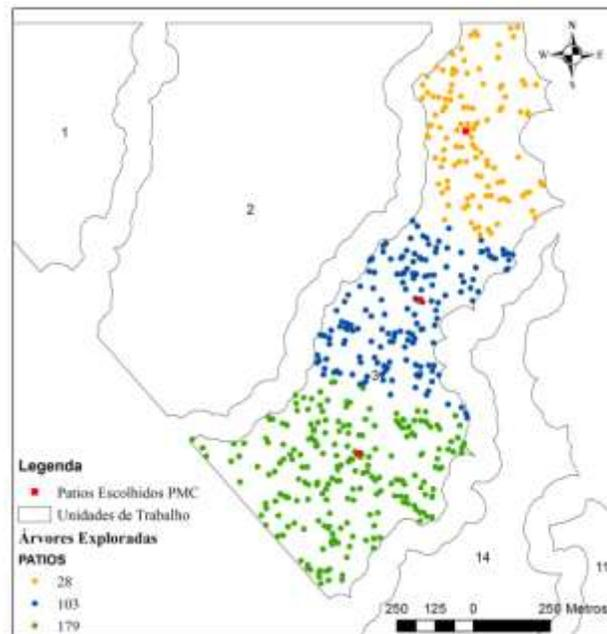 N
W E
S
1
2
3
Legenda
Patios Escolhidos PMC
Unidades de Trabalho
Árvores Exploradas
PATIOS
28
103
179
14
11
250 125 0 250 Metros